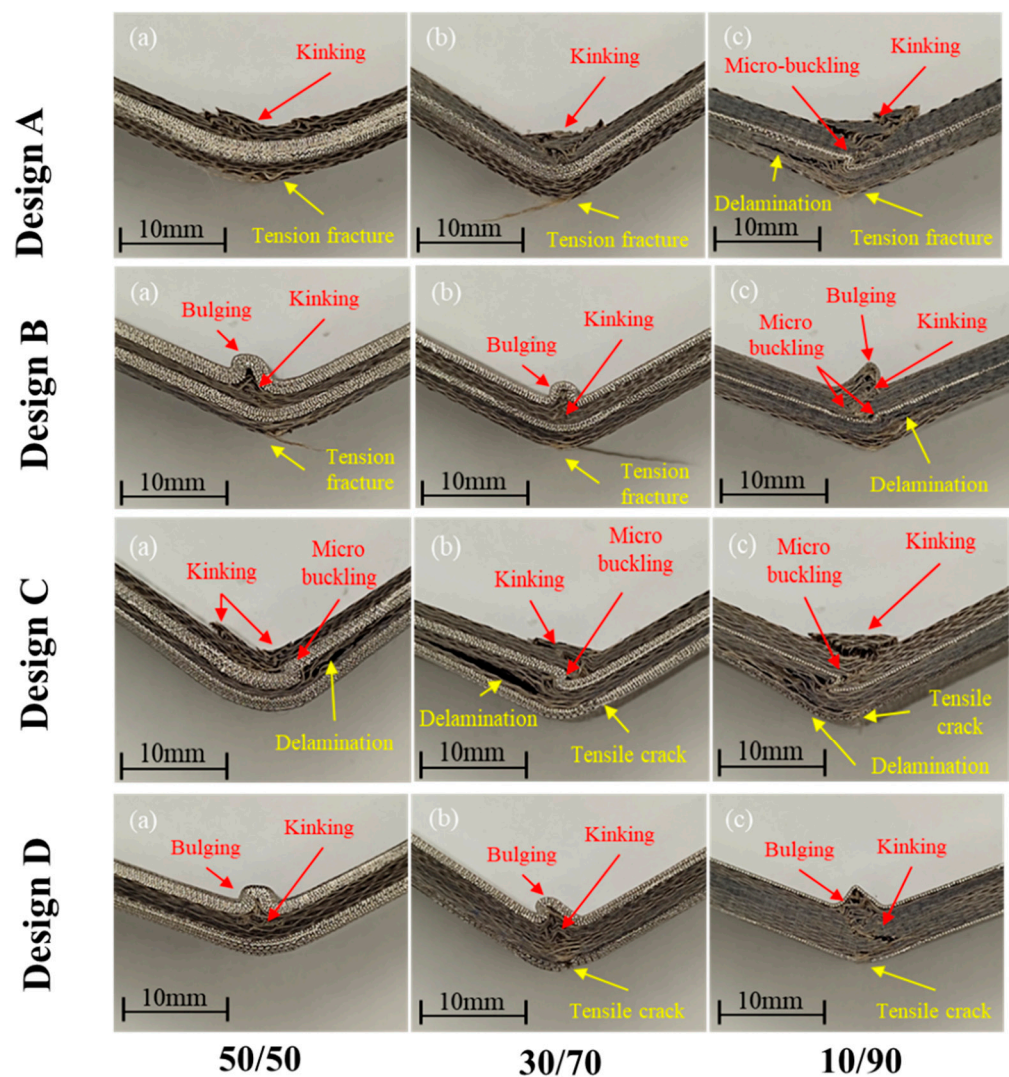 Design A
(a)
Kinking
Tension fracture
10mm
(b)
Kinking
Tension fracture
10mm
(c)
Kinking
Micro-buckling
Delamination
Tension fracture
10mm
Design B
(a)
Bulging
Kinking
Tension
fracture
10mm
(b)
Bulging
Kinking
Tension
fracture
10mm
(c)
Bulging
Micro
buckling
Kinking
Delamination
10mm
Design C
(a)
Kinking
Micro
buckling
Delamination
10mm
(b)
Kinking
Micro
buckling
Delamination
Tensile crack
10mm
(c)
Micro
buckling
Kinking
Tensile
crack
Delamination
10mm
Design D
(a)
Bulging
Kinking
10mm
(b)
Bulging
Kinking
Tensile crack
10mm
(c)
Bulging
Kinking
Tensile crack
10mm
50/50
30/70
10/90